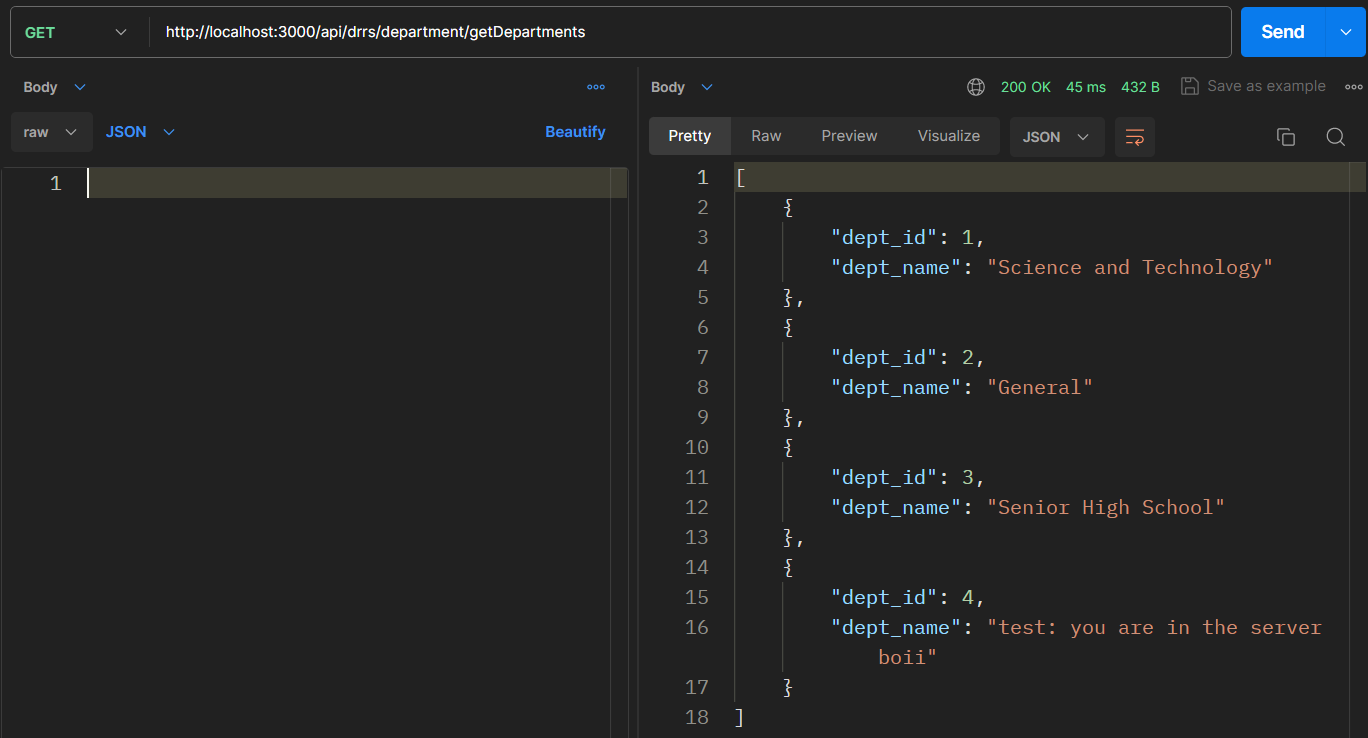 GET http://localhost:3000/api/drrs/department/getDepartments Send
Body
raw JSON Beautify
1
Body 200 OK 45 ms 432 B Save as example
Pretty Raw Preview Visualize JSON
1 [
2 {
3 "dept_id": 1,
4 "dept_name": "Science and Technology"
5 },
6 {
7 "dept_id": 2,
8 "dept_name": "General"
9 },
10 {
11 "dept_id": 3,
12 "dept_name": "Senior High School"
13 },
14 {
15 "dept_id": 4,
16 "dept_name": "test: you are in the server
boii"
17 }
18 ]